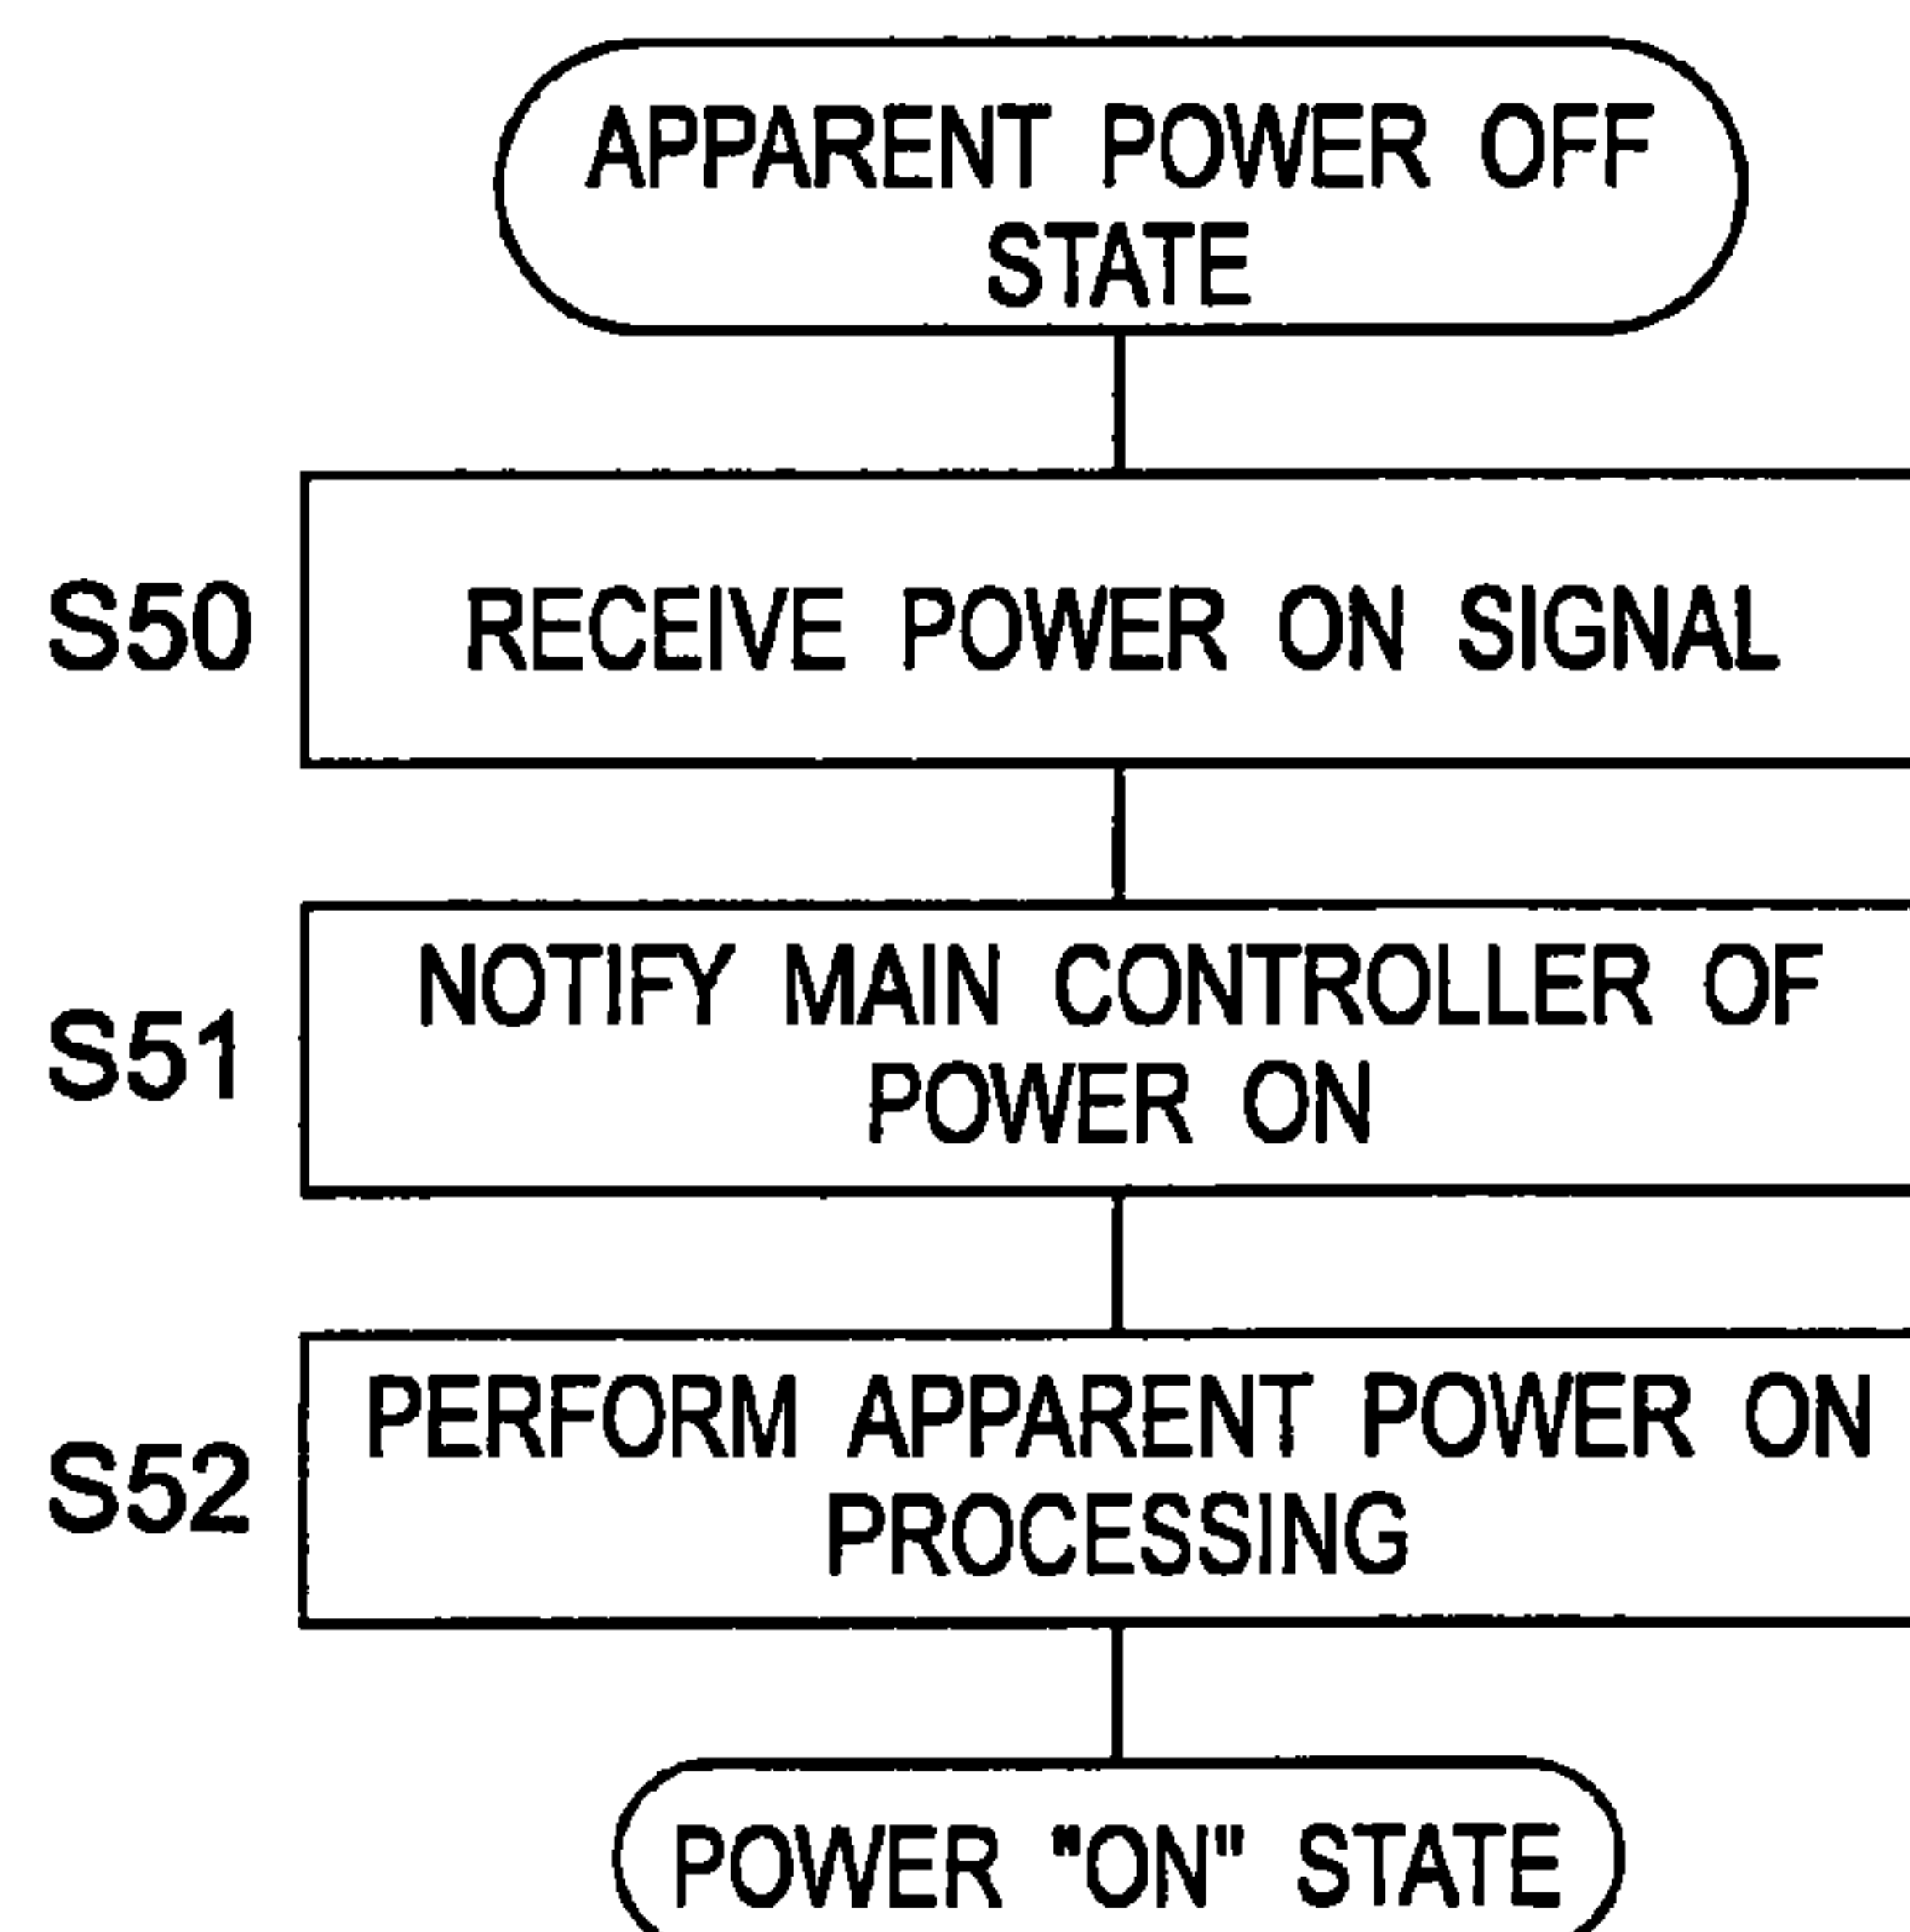 APPARENT POWER OFF
STATE
S50
RECEIVE POWER ON SIGNAL
S51
NOTIFY MAIN CONTROLLER OF
POWER ON
S52
PERFORM APPARENT POWER ON
PROCESSING
POWER "ON" STATE